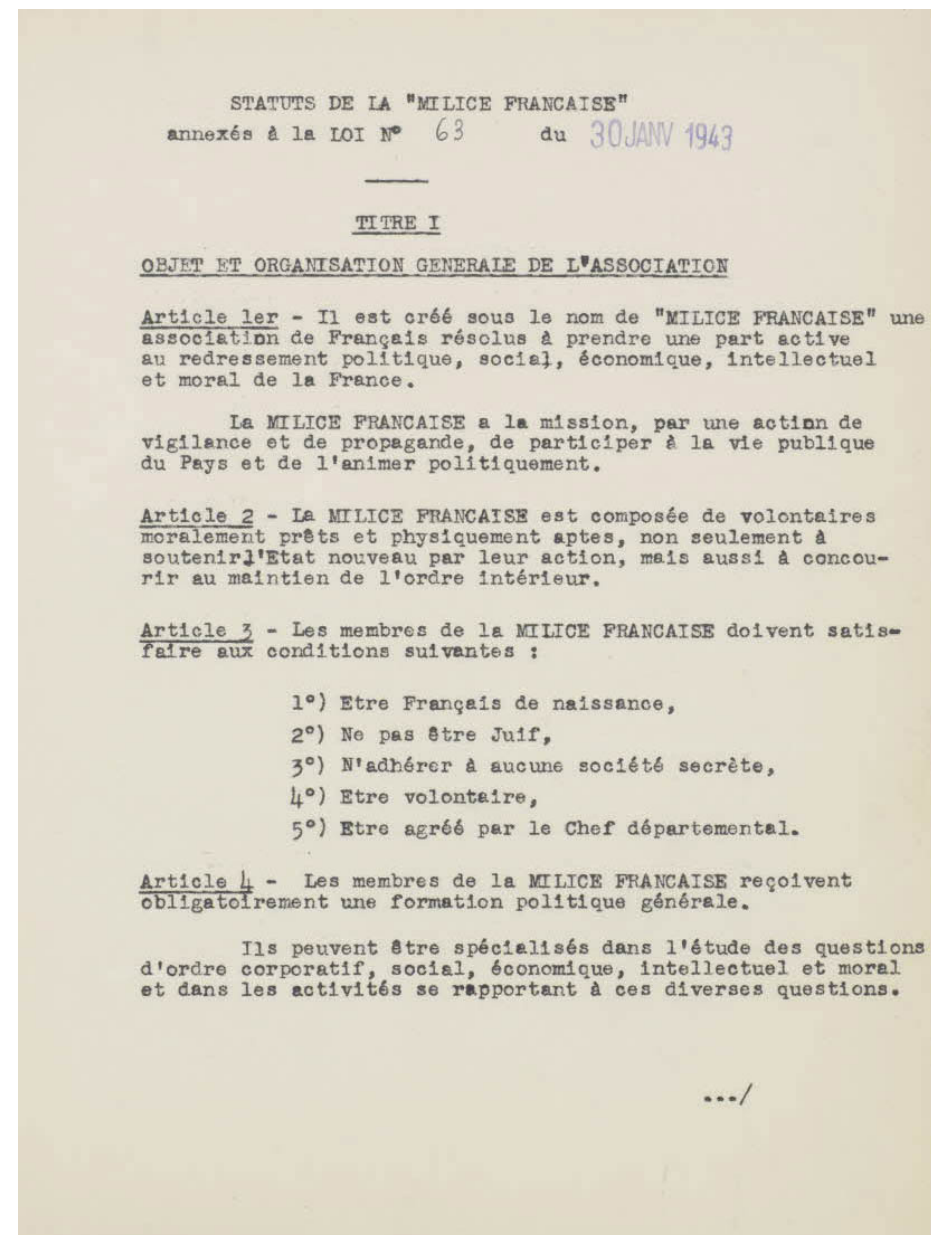 STATUTS DE LA "MILICE FRANCAISE"
annexés à la LOI N° 63 du 30 JANV 1943
TITRE I
OBJET ET ORGANISATION GENERALE DE L'ASSOCIATION
Article 1er - Il est créé sous le nom de "MILICE FRANCAISE" une
association de Français résolus à prendre une part active
au redressement politique, social, économique, intellectuel
et moral de la France.
La MILICE FRANCAISE a la mission, par une action de
vigilance et de propagande, de participer à la vie publique
du Pays et de l'animer politiquement.
Article 2 - La MILICE FRANCAISE est composée de volontaires
moralement prêts et physiquement aptes, non seulement à
soutenir l'Etat nouveau par leur action, mais aussi à concou-
rir au maintien de l'ordre intérieur.
Article 3 - Les membres de la MILICE FRANCAISE doivent satis-
faire aux conditions suivantes :
1°) Etre Français de naissance,
2°) Ne pas être Juif,
3°) N'adhérer à aucune société secrète,
4°) Etre volontaire,
5°) Etre agréé par le Chef départemental.
Article 4 - Les membres de la MILICE FRANCAISE reçoivent
obligatoirement une formation politique générale.
Ils peuvent être spécialisés dans l'étude des questions
d'ordre corporatif, social, économique, intellectuel et moral
et dans les activités se rapportant à ces diverses questions.
.../